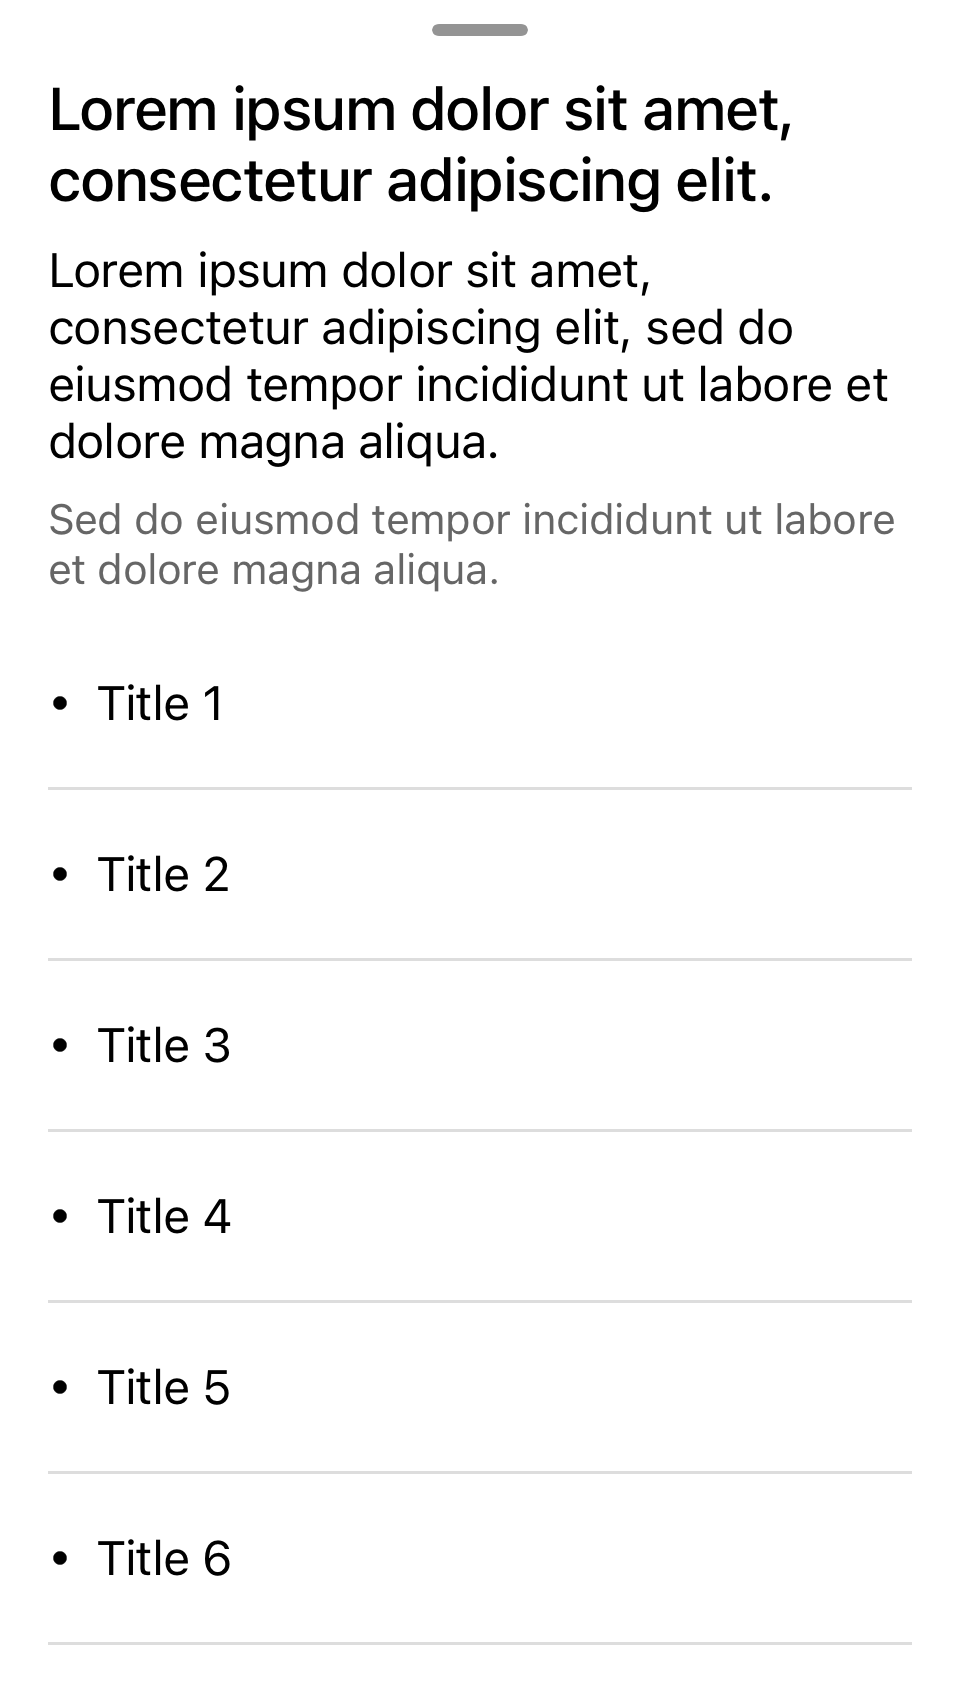 Lorem ipsum dolor sit amet,
consectetur adipiscing elit.
Lorem ipsum dolor sit amet,
consectetur adipiscing elit, sed do
eiusmod tempor incididunt ut labore et
dolore magna aliqua.
Sed do eiusmod tempor incididunt ut labore
et dolore magna aliqua.
• Title 1
• Title 2
• Title 3
• Title 4
• Title 5
• Title 6